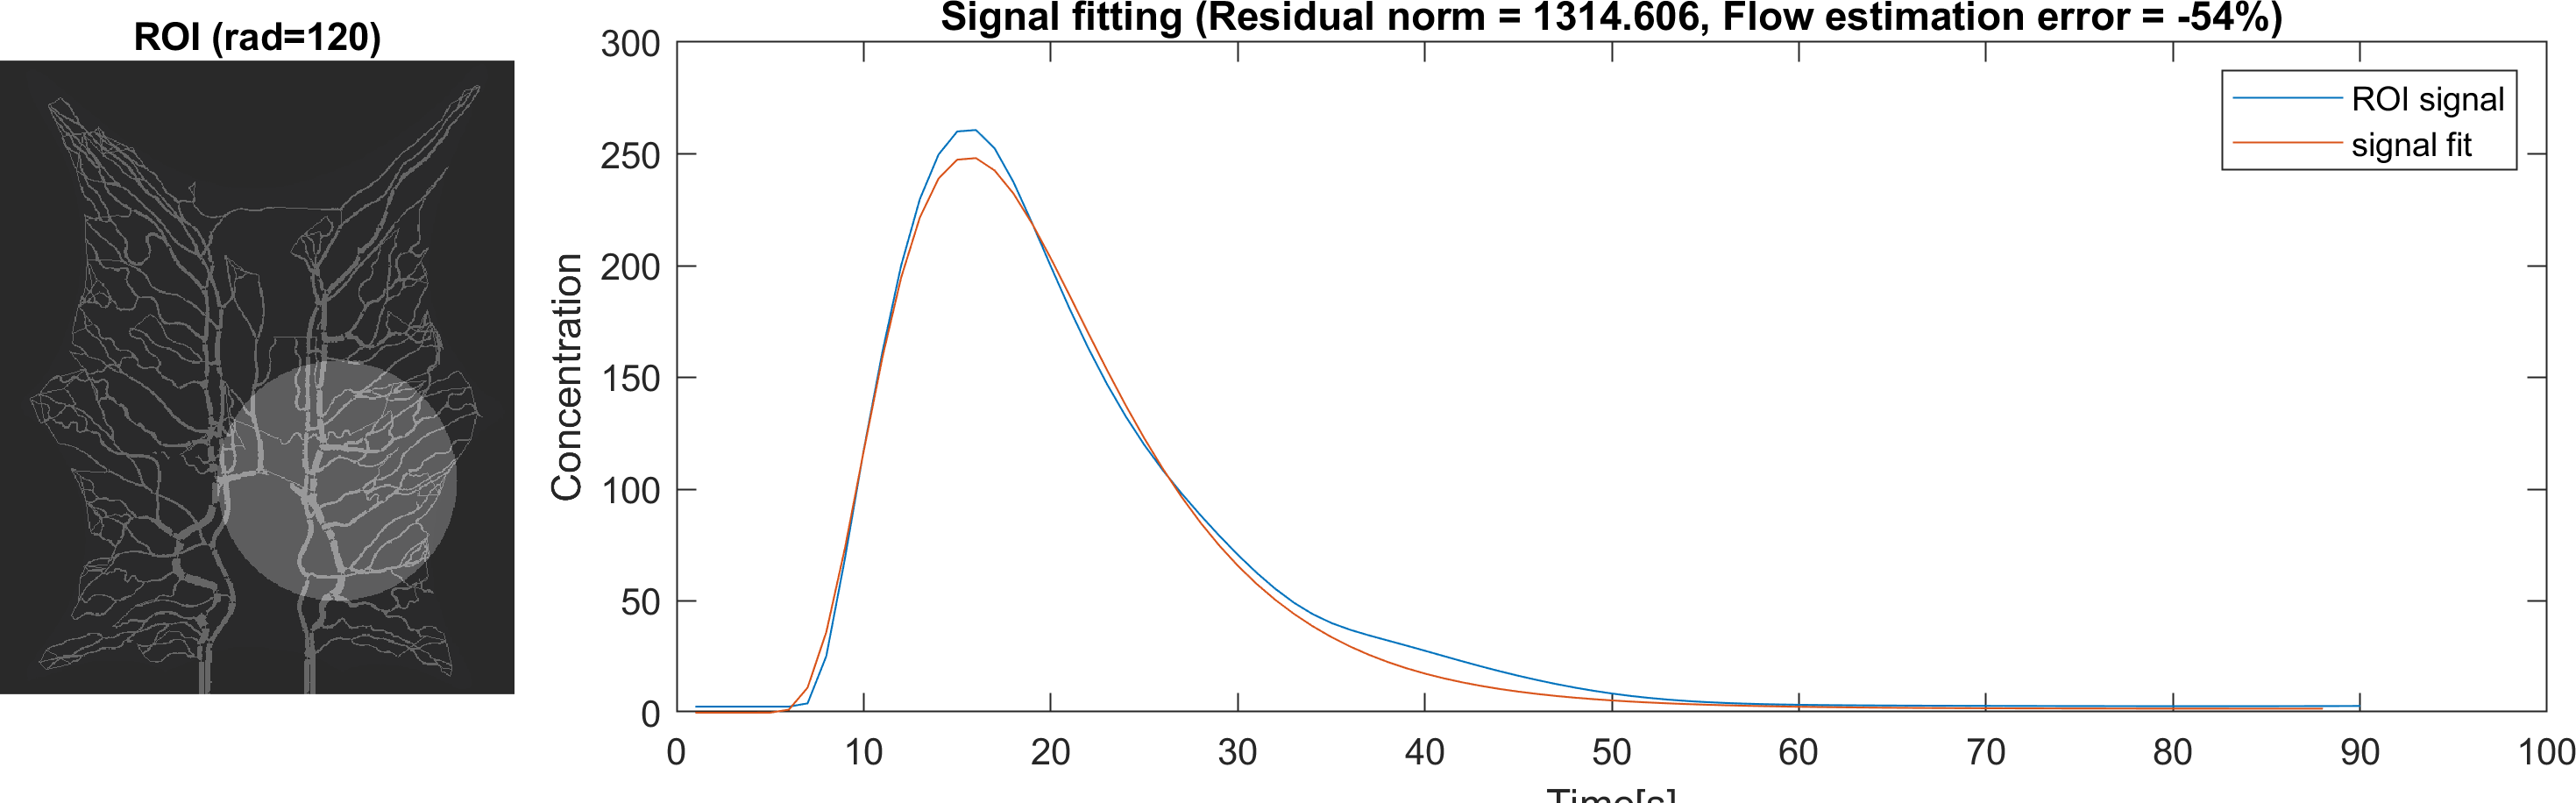 ROI (rad=120)
Signal fitting (Residual norm = 1314.606, Flow estimation error = -54%)
ROI signal
signal fit
Concentration
300
250
200
150
100
50
0
0 10 20 30 40 50 60 70 80 90 100
Time[s]